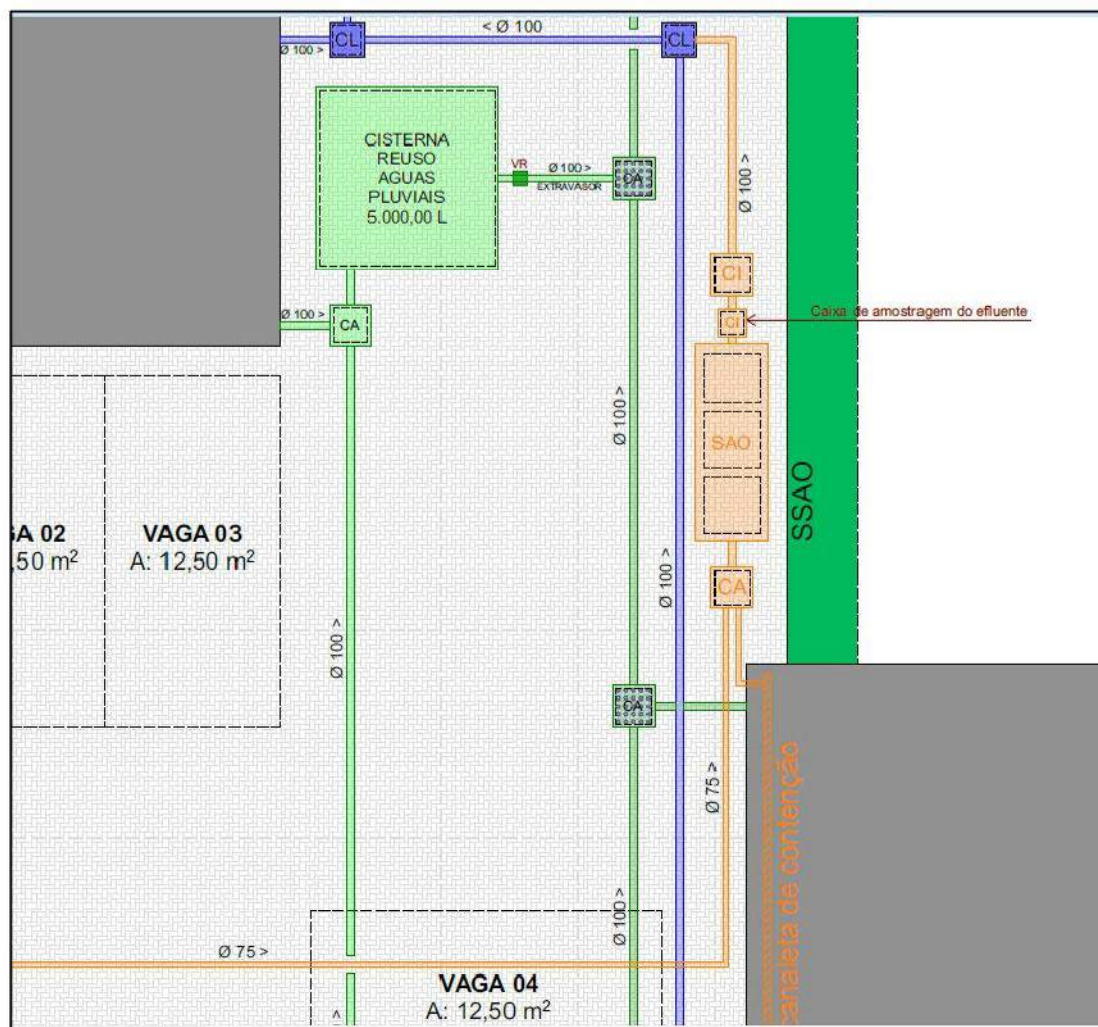 < Ø 100
CL
CL
Ø 100 >
CISTERNA
REUSO
AGUAS
PLUVIAIS
5.000,00 L
VR
Ø 100 >
EXTRAVASOR
CA
Ø 100 >
CI
Ø 100 >
CA
CI
Caixa de amostragem do efluente
Ø 100 >
SAO
SSAO
GA 02
,50 m²
VAGA 03
A: 12,50 m²
Ø 100 >
CA
Ø 100 >
CA
Ø 75 >
canaleta de contenção
Ø 100 >
Ø 75 >
VAGA 04
A: 12,50 m²
>